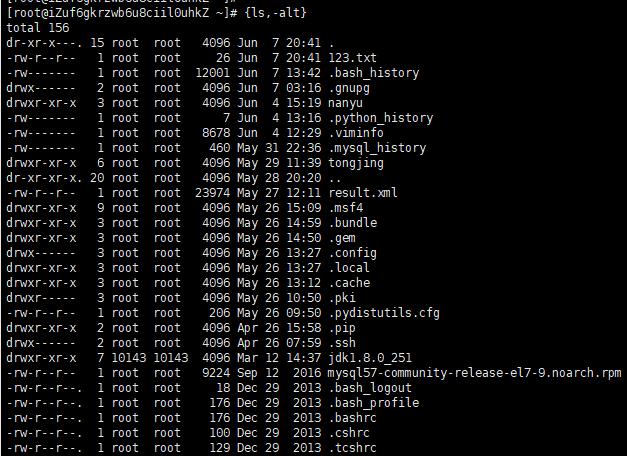 [root@iZuf6gkrzwb6u8ciil0uhkZ ~]#
[root@iZuf6gkrzwb6u8ciil0uhkZ ~]# {ls,-alt}
total 156
dr-xr-x---. 15 root root 4096 Jun 7 20:41 .
-rw-r--r-- 1 root root 26 Jun 7 20:41 123.txt
-rw------- 1 root root 12001 Jun 7 13:42 .bash_history
drwx------ 2 root root 4096 Jun 7 03:16 .gnupg
drwxr-xr-x 3 root root 4096 Jun 4 15:19 nanyu
-rw------- 1 root root 7 Jun 4 13:16 .python_history
-rw------- 1 root root 8678 Jun 4 12:29 .viminfo
-rw------- 1 root root 460 May 31 22:36 .mysql_history
drwxr-xr-x 6 root root 4096 May 29 11:39 tongjing
dr-xr-xr-x. 20 root root 4096 May 28 20:20 ..
-rw-r--r-- 1 root root 23974 May 27 12:11 result.xml
drwxr-xr-x 9 root root 4096 May 26 15:09 .msf4
drwxr-xr-x 3 root root 4096 May 26 14:59 .bundle
drwxr-xr-x 3 root root 4096 May 26 14:50 .gem
drwx------ 3 root root 4096 May 26 13:27 .config
drwx------ 3 root root 4096 May 26 13:27 .local
drwxr-xr-x 3 root root 4096 May 26 13:12 .cache
drwxr----- 3 root root 4096 May 26 10:50 .pki
-rw-r--r-- 1 root root 206 May 26 09:50 .pydistutils.cfg
drwxr-xr-x 2 root root 4096 Apr 26 15:58 .pip
drwx------ 2 root root 4096 Apr 26 07:59 .ssh
drwxr-xr-x 7 10143 10143 4096 Mar 12 14:37 jdk1.8.0_251
-rw-r--r-- 1 root root 9224 Sep 12 2016 mysql57-community-release-el7-9.noarch.rpm
-rw-r--r--. 1 root root 18 Dec 29 2013 .bash_logout
-rw-r--r--. 1 root root 176 Dec 29 2013 .bash_profile
-rw-r--r--. 1 root root 176 Dec 29 2013 .bashrc
-rw-r--r--. 1 root root 100 Dec 29 2013 .cshrc
-rw-r--r--. 1 root root 129 Dec 29 2013 .tcshrc